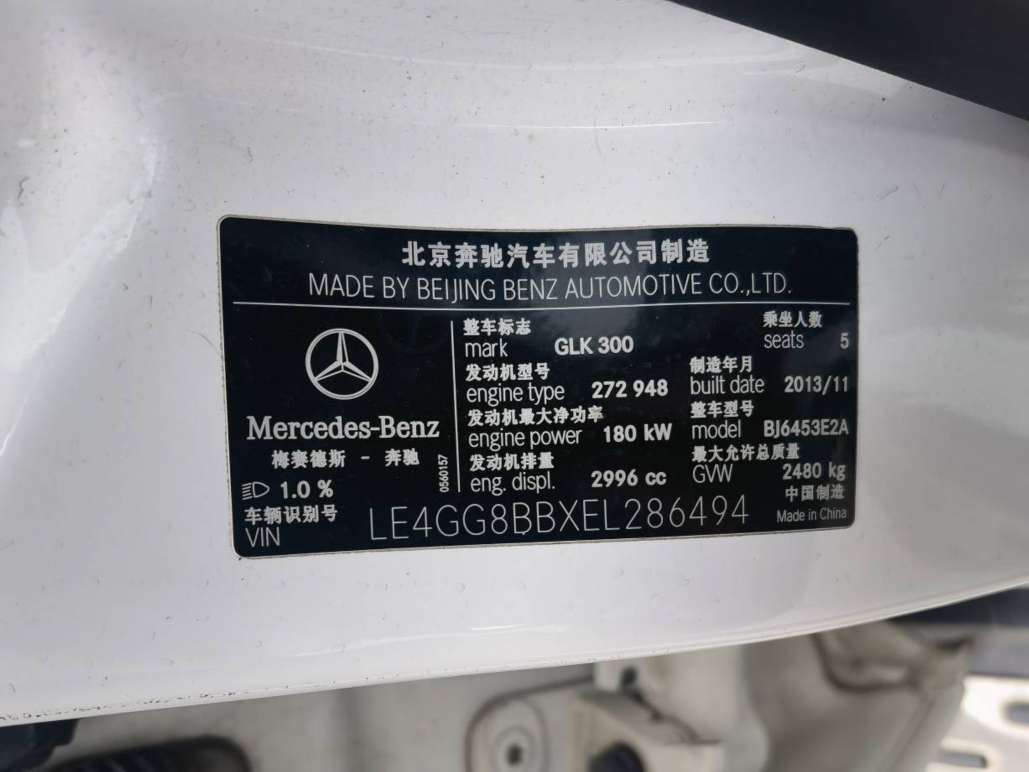 北京奔驰汽车有限公司制造
MADE BY BEIJING BENZ AUTOMOTIVE CO.,LTD.
整车标志 乘坐人数
mark GLK 300 seats 5
发动机型号 制造年月
engine type 272 948 built date 2013/11
发动机最大净功率 整车型号
engine power 180 kW model BJ6453E2A
发动机排量 最大允许总质量
eng. displ. 2996 cc GVW 2480 kg
Mercedes-Benz
梅赛德斯 - 奔驰
0560157
1.0 %
中国制造
Made in China
车辆识别号
VIN LE4GG8BBXEL286494